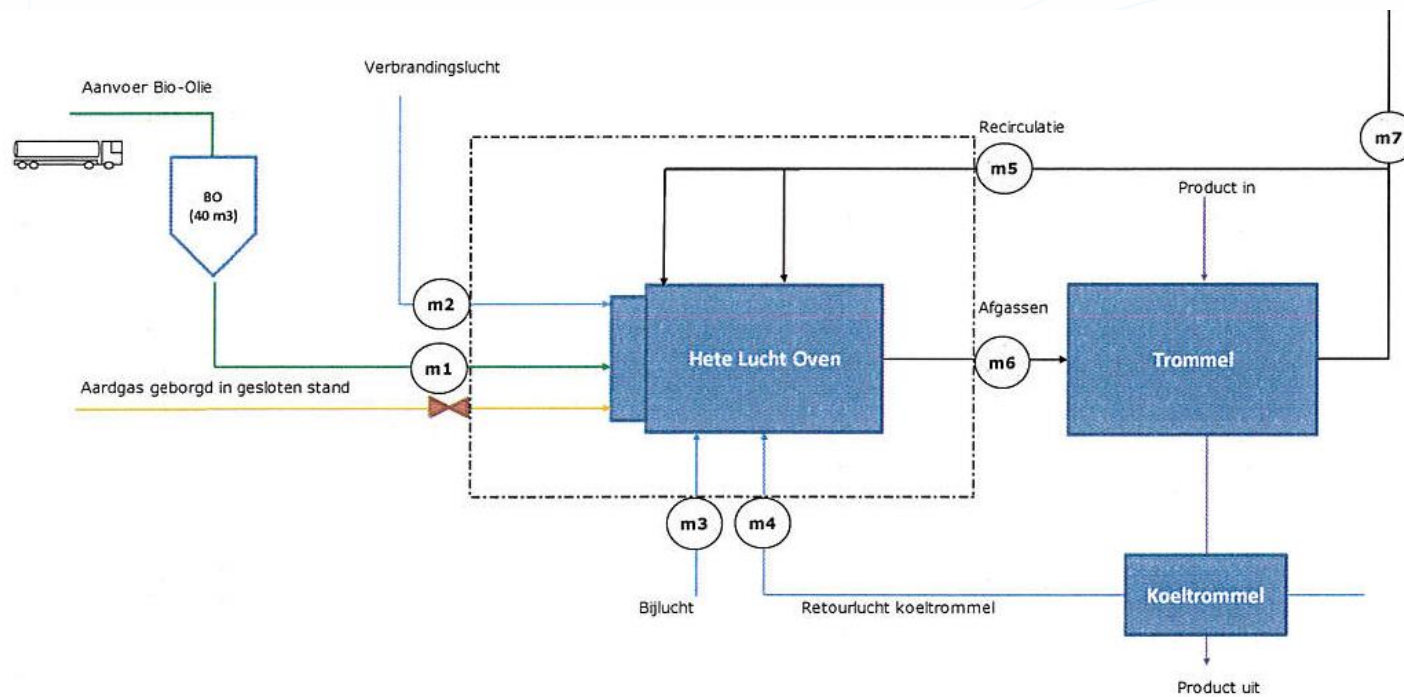 Verbrandingslucht
Aanvoer Bio-Olie
Recirculatie
m7
m5
Product in
BO
(40 m3)
m2
Afgassen
Hete Lucht Oven
m6
Trommel
m1
Aardgas geborgd in gesloten stand
m3
m4
Bijlucht
Retourlucht koeltrommel
Koeltrommel
Product uit